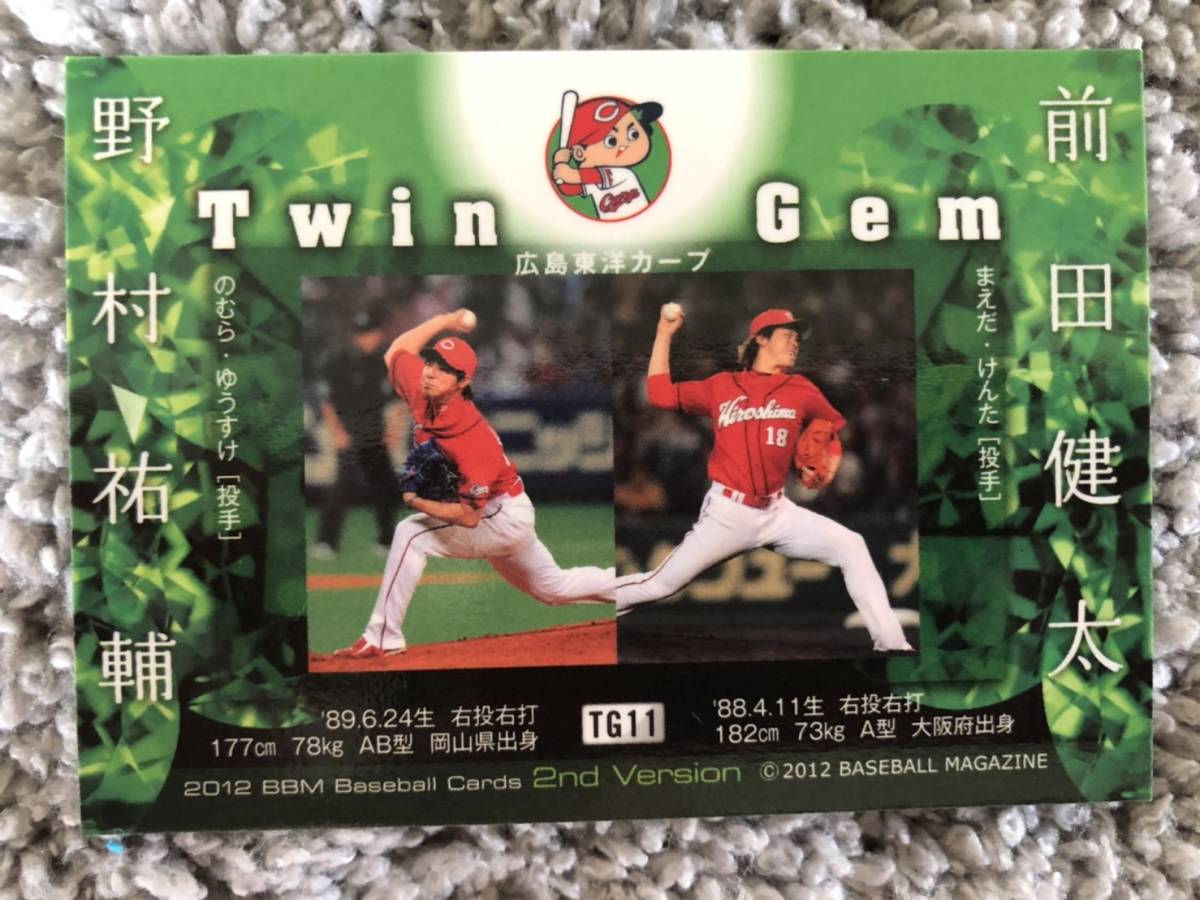 Twin Gem
広島東洋カープ
前田健太
まえだ・けんた [投手]
野村祐輔
のむら・ゆうすけ [投手]
Hiroshima
18
'89.6.24生 右投右打
177cm 78kg AB型 岡山県出身
TG11
'88.4.11生 右投右打
182cm 73kg A型 大阪府出身
2012 BBM Baseball Cards 2nd Version ©2012 BASEBALL MAGAZINE